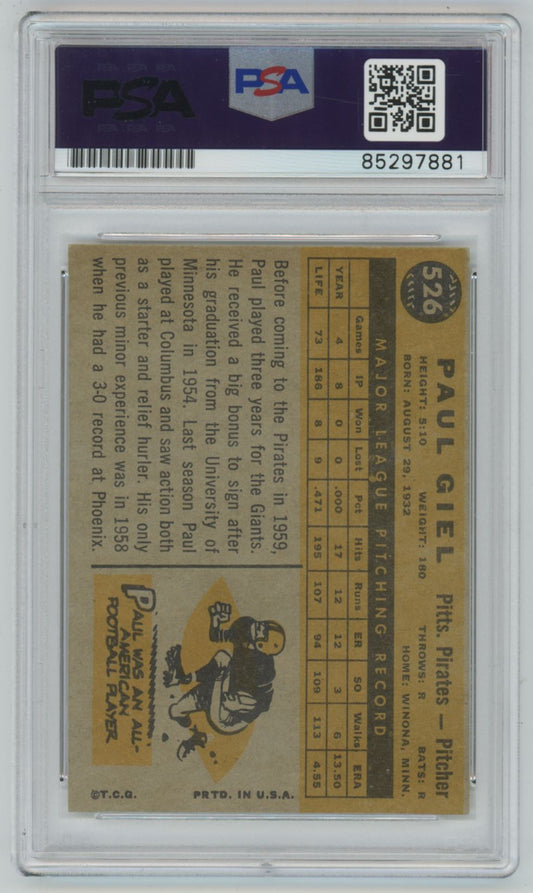 PSA
PSA
85297881
526
PAUL GIEL Pitts. Pirates — Pitcher
HEIGHT: 5:10 WEIGHT: 180 THROWS: R BATS: R
BORN: AUGUST 29, 1932 HOME: WINONA, MINN.
MAJOR LEAGUE PITCHING RECORD
Games IP Won Lost Pct Hits Runs ER SO Walks ERA
YEAR 4 8 0 0 .000 17 12 12 3 6 13.50
LIFE 73 186 8 9 .471 195 107 94 109 113 4.55
Before coming to the Pirates in 1959,
Paul played three years for the Giants.
He received a big bonus to sign after
his graduation from the University of
Minnesota in 1954. Last season Paul
played at Columbus and saw action both
as a starter and relief hurler. His only
previous minor experience was in 1958
when he had a 3-0 record at Phoenix.
PAUL WAS AN ALL-
AMERICAN
FOOTBALL PLAYER
©T.C.G. PRTD. IN U.S.A.